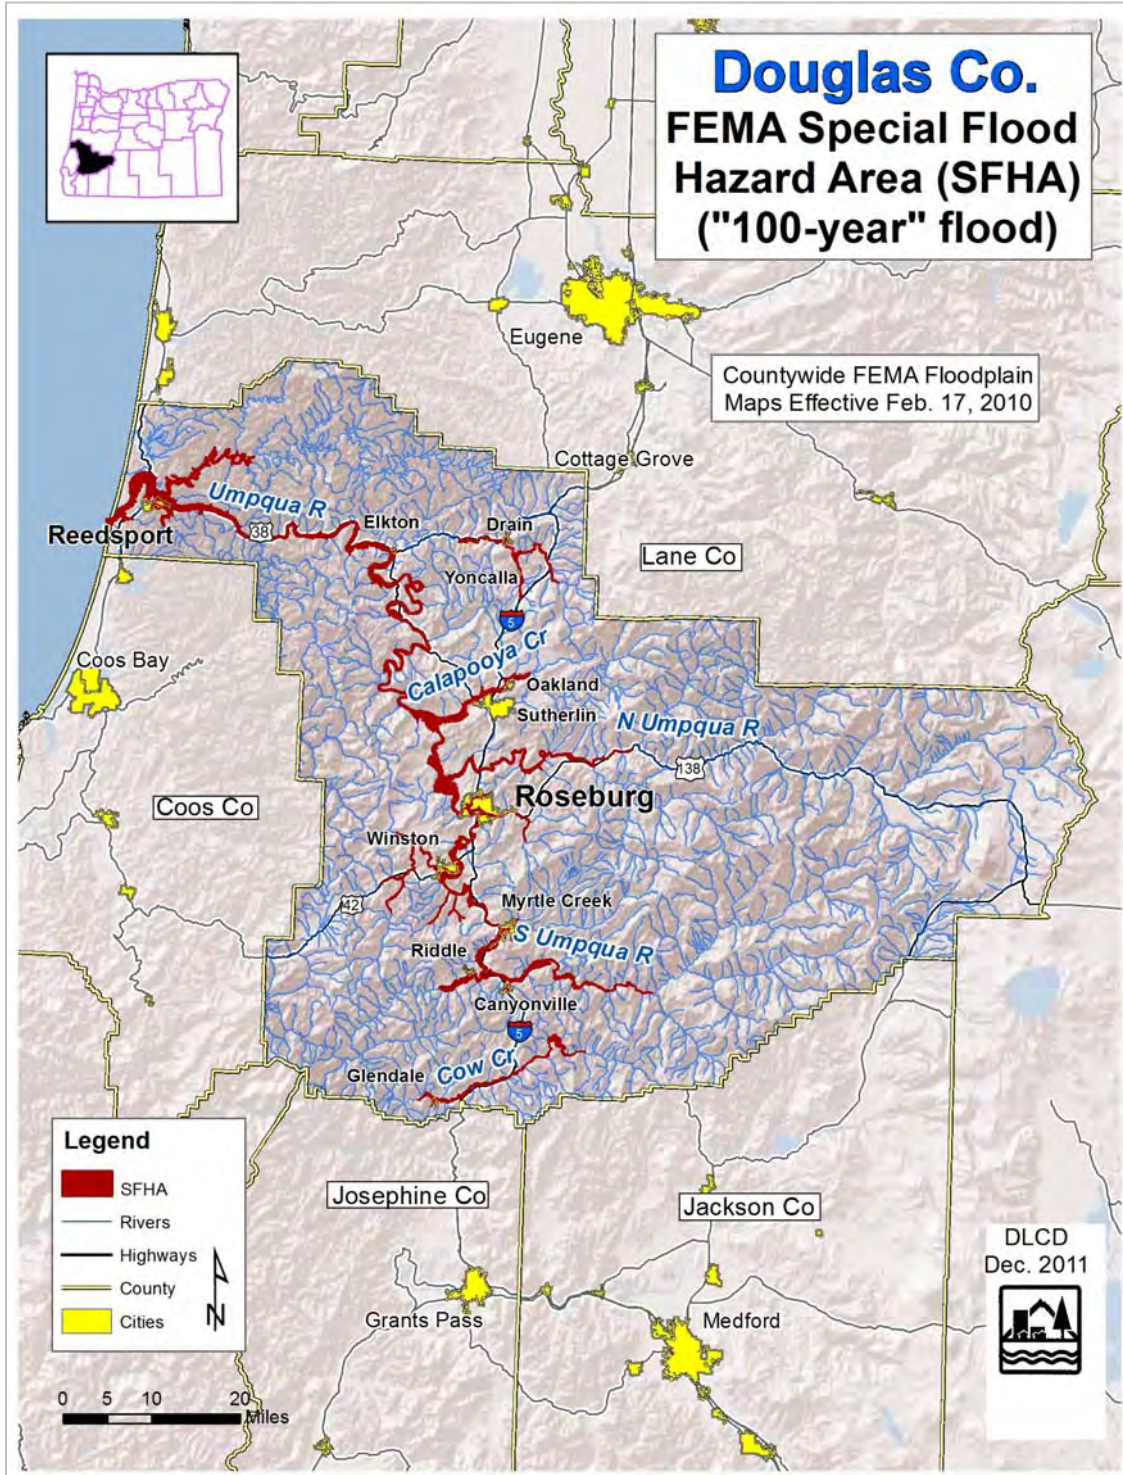 Douglas Co.
FEMA Special Flood
Hazard Area (SFHA)
("100-year" flood)
Eugene
Countywide FEMA Floodplain
Maps Effective Feb. 17, 2010
Cottage Grove
Umpqua R
Reedsport
38
Elkton
Drain
Lane Co
Yoncalla
5
Coos Bay
Calapooya Cr
Oakland
Sutherlin
N Umpqua R
138
Coos Co
Roseburg
Winston
42
Myrtle Creek
S Umpqua R
Riddle
Canyonville
5
Glendale
Cow Cr
Legend
SFHA
Rivers
Highways
County
Cities
N
Josephine Co
Jackson Co
DLCD
Dec. 2011
Grants Pass
Medford
0 5 10 20
Miles